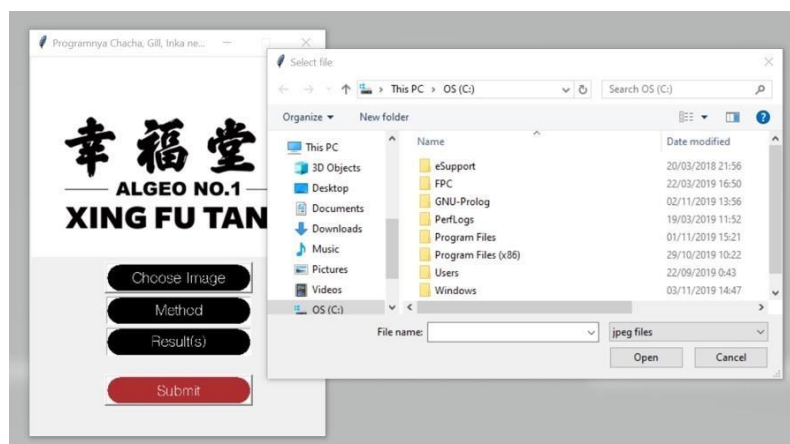 Programnya Chacha, Gill, Inka ne...
幸福堂
ALGEO NO.1
XING FU TAN
Choose Image
Method
Result(s)
Submit
Select file
This PC > OS (C:)
Search OS (C:)
Organize
New folder
This PC
3D Objects
Desktop
Documents
Downloads
Music
Pictures
Videos
OS (C:)
Name
Date modified
eSupport
20/03/2018 21:56
FPC
22/03/2019 16:50
GNU-Prolog
02/11/2019 13:56
PerfLogs
19/03/2019 11:52
Program Files
01/11/2019 15:21
Program Files (x86)
29/10/2019 10:22
Users
22/09/2019 0:43
Windows
03/11/2019 14:47
File name:
jpeg files
Open
Cancel